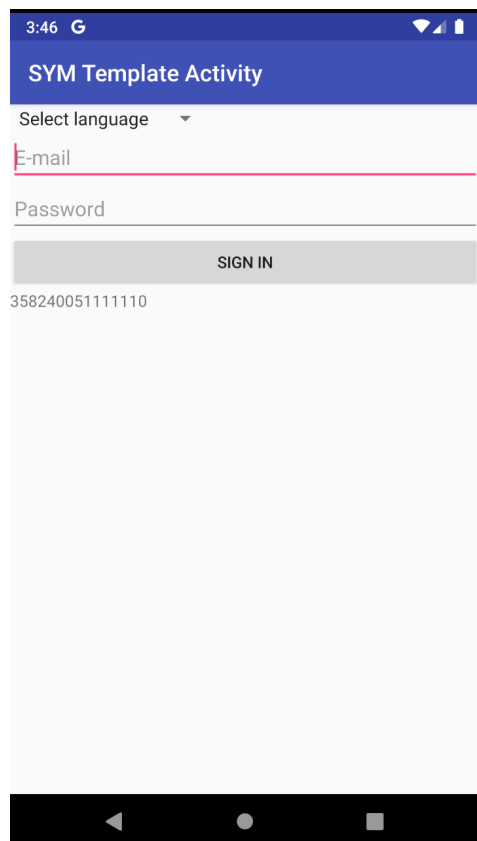 3:46 G
SYM Template Activity
Select language
E-mail
Password
SIGN IN
358240051111110